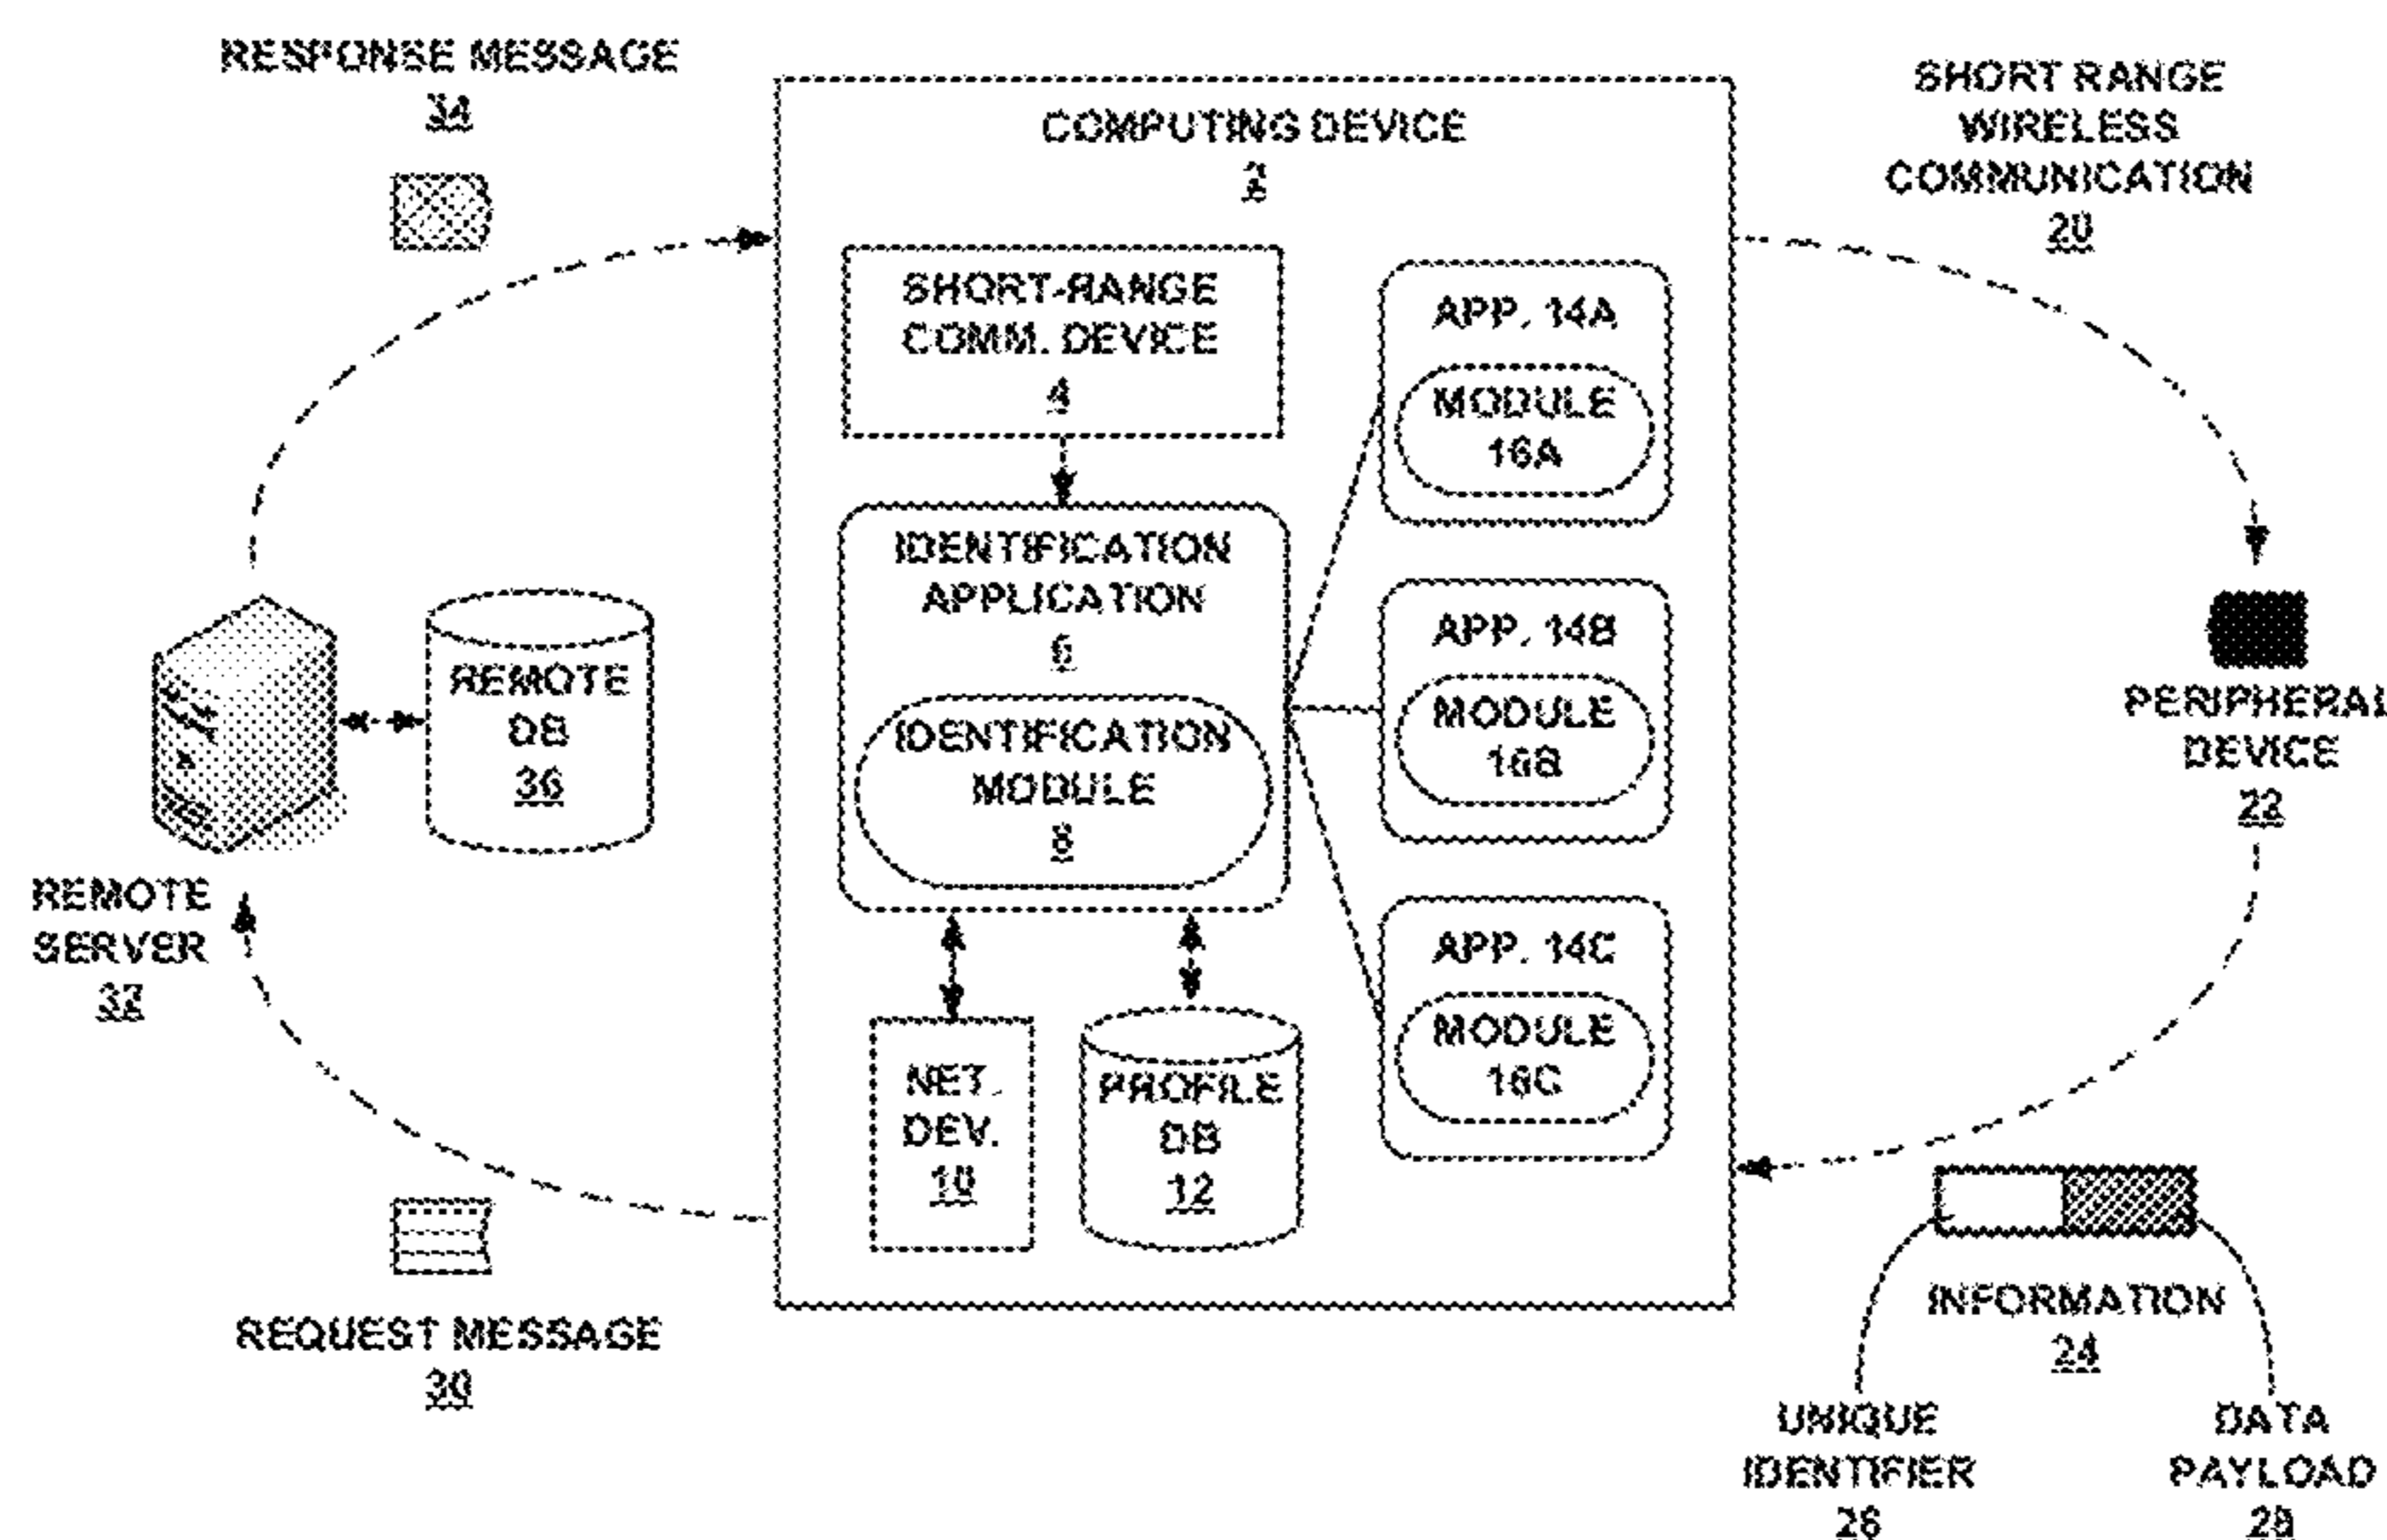 RESPONSE MESSAGE
34
COMPUTING DEVICE
2
SHORT RANGE
WIRELESS
COMMUNICATION
20
SHORT-RANGE
COMM. DEVICE
4
APP. 14A
MODULE
16A
IDENTIFICATION
APPLICATION
6
IDENTIFICATION
MODULE
8
APP. 14B
MODULE
16B
REMOTE
DB
36
PERIPHERAL
DEVICE
22
REMOTE
SERVER
32
APP. 14C
MODULE
16C
NET.
DEV.
10
PROFILE
DB
12
REQUEST MESSAGE
30
INFORMATION
24
UNIQUE
IDENTIFIER
26
DATA
PAYLOAD
28